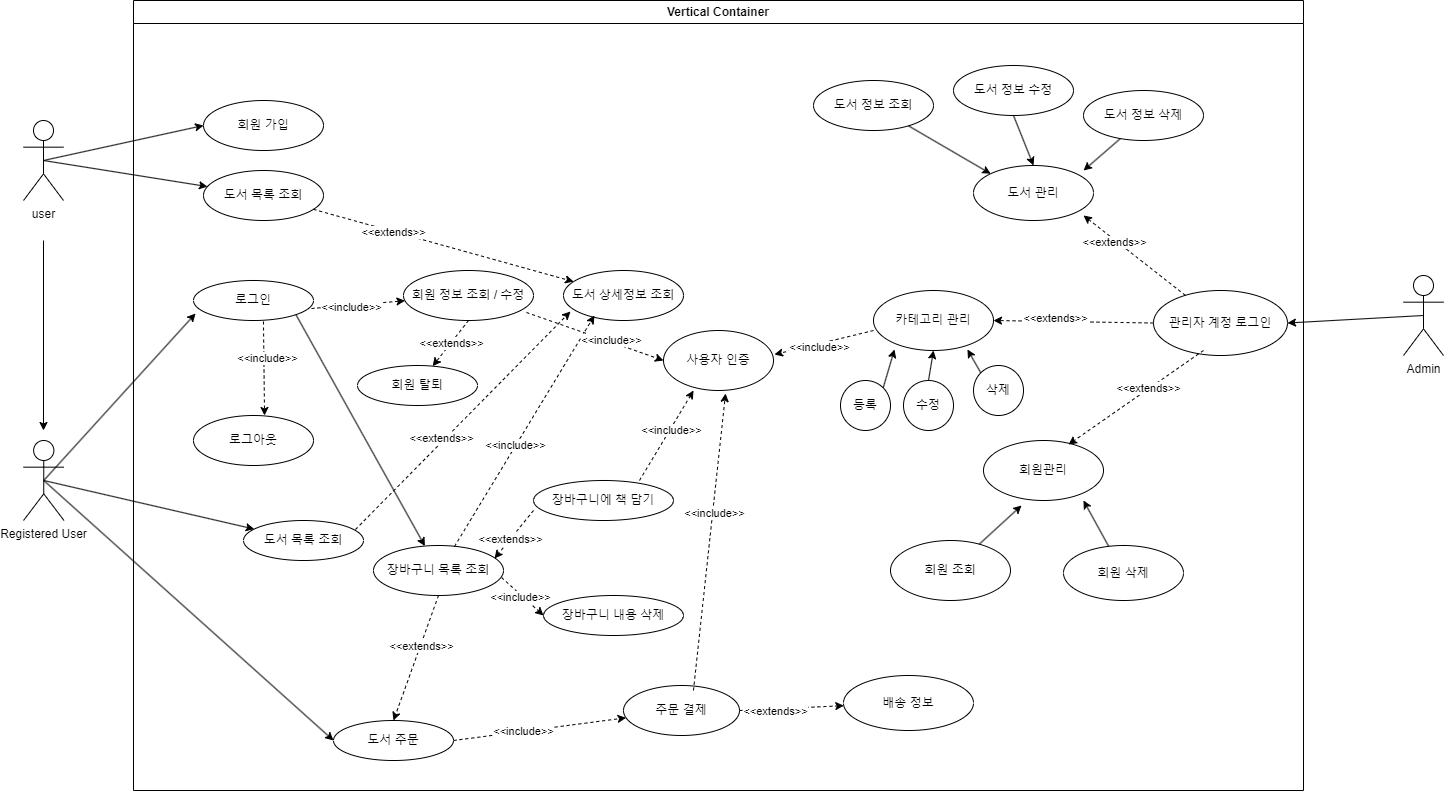 Vertical Container
도서 정보 조회
도서 정보 수정
도서 정보 삭제
회원 가입
도서 목록 조회
도서 관리
user
<<extends>>
<<extends>>
로그인
<<include>>
회원 정보 조회 / 수정
도서 상세정보 조회
카테고리 관리
<<extends>>
관리자 계정 로그인
<<extends>>
<<include>>
<<include>>
<<include>>
사용자 인증
Admin
회원 탈퇴
<<extends>>
등록
수정
삭제
로그아웃
<<extends>>
<<include>>
<<include>>
회원관리
장바구니에 책 담기
<<include>>
Registered User
도서 목록 조회
<<extends>>
장바구니 목록 조회
회원 조회
회원 삭제
<<include>>
장바구니 내용 삭제
<<extends>>
주문 결제
<<extends>>
배송 정보
<<include>>
도서 주문